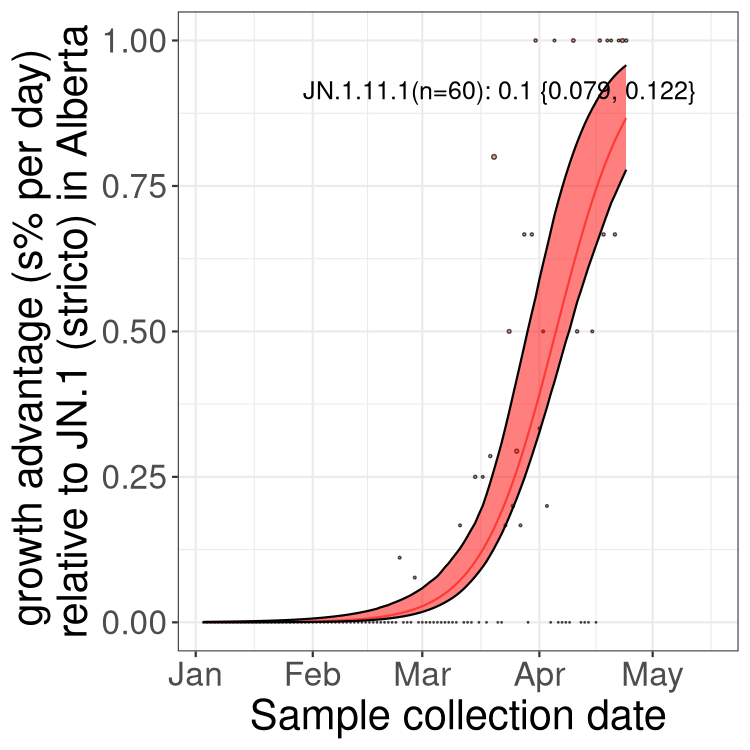 growth advantage (s% per day)
relative to JN.1 (stricto) in Alberta
1.00
0.75
0.50
0.25
0.00
JN.1.11.1(n=60): 0.1 {0.079, 0.122}
Jan Feb Mar Apr May
Sample collection date